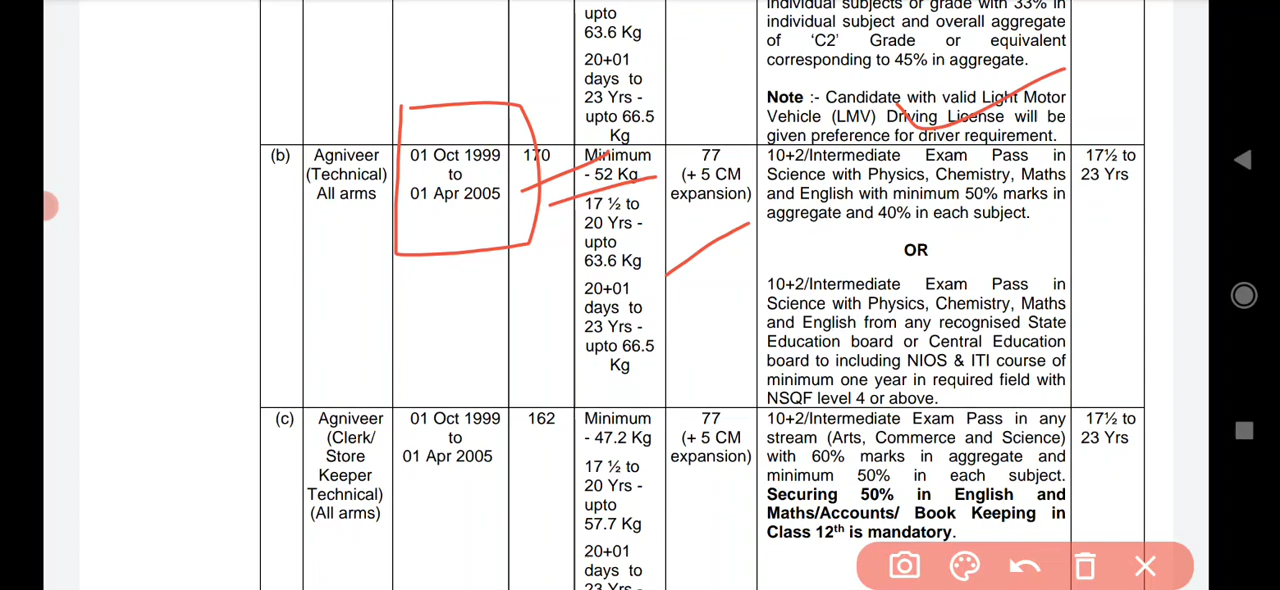 upto
63.6 Kg
20+01
days to
23 Yrs -
upto 66.5
Kg
individual subjects or grade with 33% in
individual subject and overall aggregate
of ‘C2’ Grade or equivalent
corresponding to 45% in aggregate.
Note :- Candidate with valid Light Motor
Vehicle (LMV) Driving License will be
given preference for driver requirement.
(b)
Agniveer
(Technical)
All arms
01 Oct 1999
to
01 Apr 2005
170
Minimum
- 52 Kg
17 ½ to
20 Yrs -
upto
63.6 Kg
20+01
days to
23 Yrs -
upto 66.5
Kg
77
(+ 5 CM
expansion)
10+2/Intermediate Exam Pass in
Science with Physics, Chemistry, Maths
and English with minimum 50% marks in
aggregate and 40% in each subject.
OR
10+2/Intermediate Exam Pass in
Science with Physics, Chemistry, Maths
and English from any recognised State
Education board or Central Education
board to including NIOS & ITI course of
minimum one year in required field with
NSQF level 4 or above.
17½ to
23 Yrs
(c)
Agniveer
(Clerk/
Store
Keeper
Technical)
(All arms)
01 Oct 1999
to
01 Apr 2005
162
Minimum
- 47.2 Kg
17 ½ to
20 Yrs -
upto
57.7 Kg
20+01
days to
23 Yrs -
77
(+ 5 CM
expansion)
10+2/Intermediate Exam Pass in any
stream (Arts, Commerce and Science)
with 60% marks in aggregate and
minimum 50% in each subject.
Securing 50% in English and
Maths/Accounts/ Book Keeping in
Class 12th is mandatory.
17½ to
23 Yrs